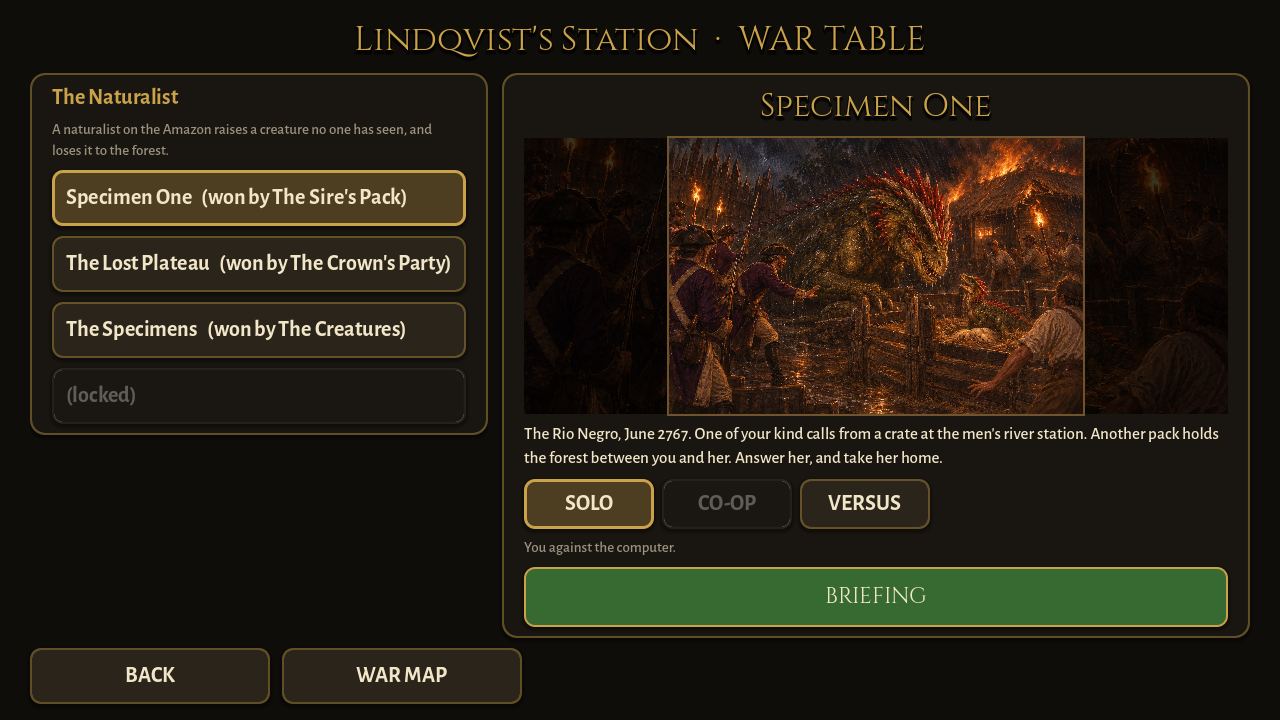 Lindqvist's Station · WAR TABLE
The Naturalist
A naturalist on the Amazon raises a creature no one has seen, and
loses it to the forest.
Specimen One (won by The Sire's Pack)
The Lost Plateau (won by The Crown's Party)
The Specimens (won by The Creatures)
(locked)
Specimen One
The Rio Negro, June 2767. One of your kind calls from a crate at the men's river station. Another pack holds
the forest between you and her. Answer her, and take her home.
SOLO
CO-OP
VERSUS
You against the computer.
BRIEFING
BACK
WAR MAP